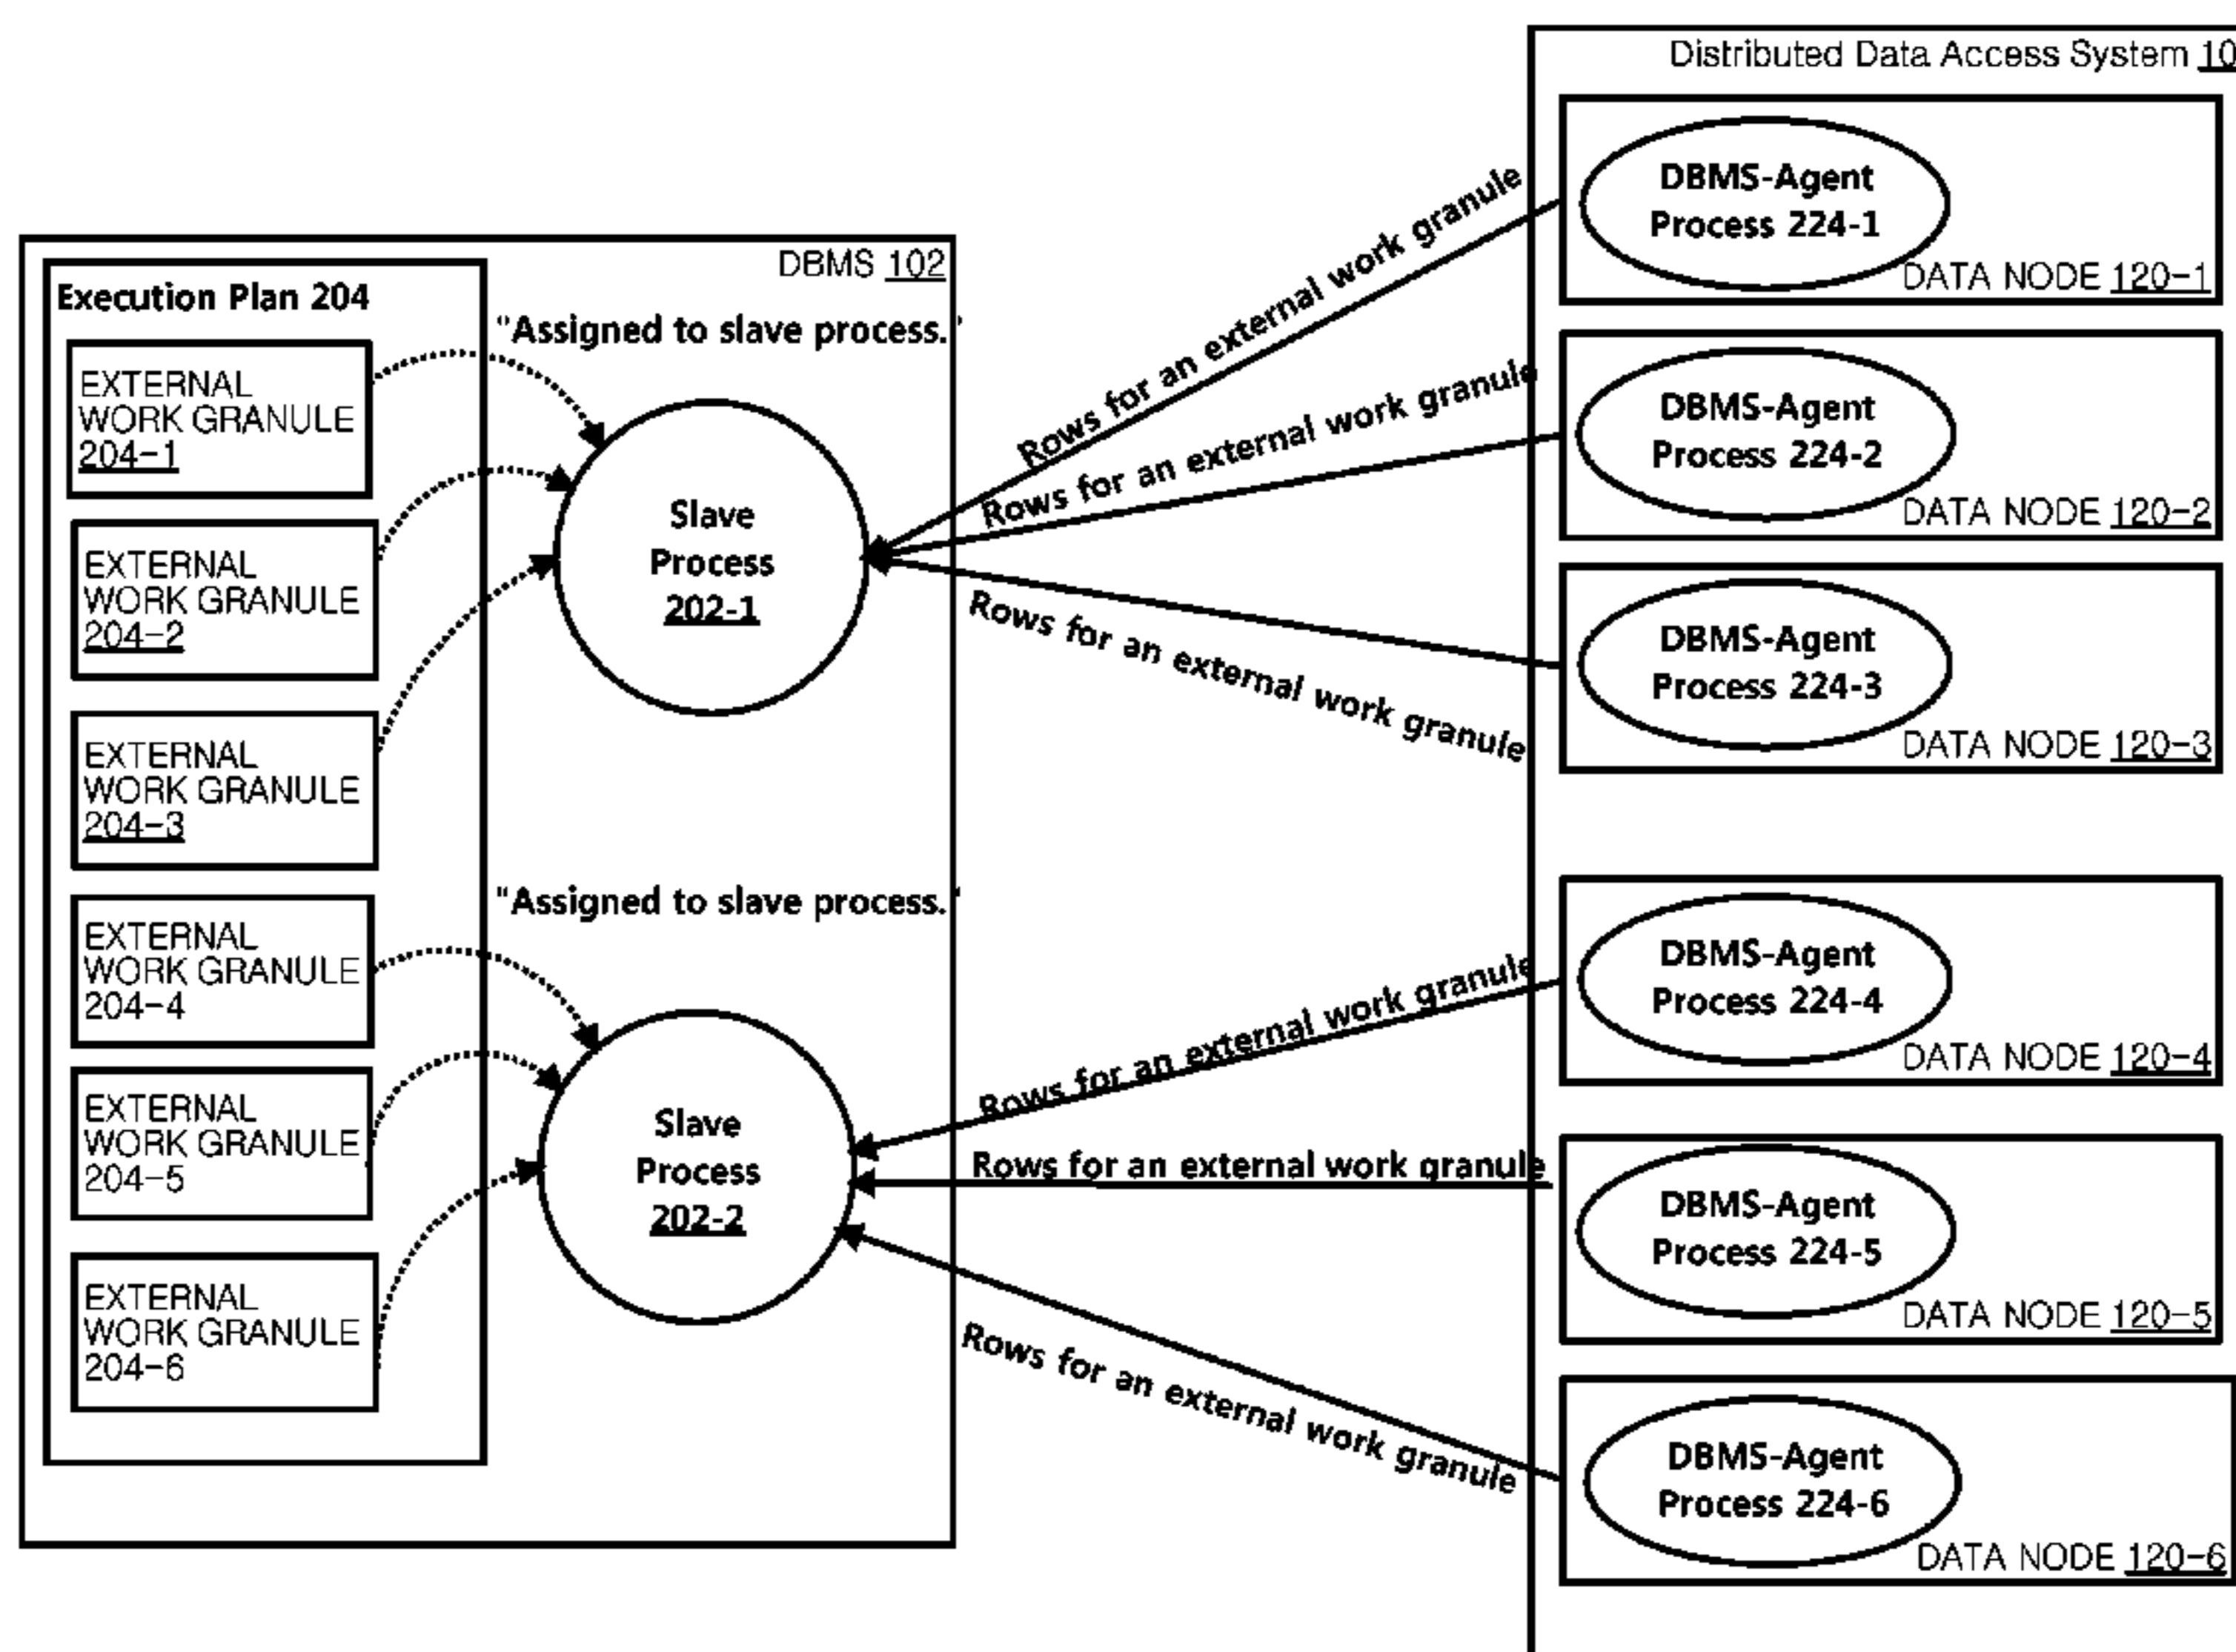 Distributed Data Access System 10
DBMS-Agent
Process 224-1
DATA NODE 120-1
DBMS-Agent
Process 224-2
DATA NODE 120-2
DBMS-Agent
Process 224-3
DATA NODE 120-3
DBMS-Agent
Process 224-4
DATA NODE 120-4
DBMS-Agent
Process 224-5
DATA NODE 120-5
DBMS-Agent
Process 224-6
DATA NODE 120-6
Rows for an external work granule
Rows for an external work granule
Rows for an external work granule
Rows for an external work granule
Rows for an external work granule
Rows for an external work granule
DBMS 102
Execution Plan 204
"Assigned to slave process."
EXTERNAL
WORK GRANULE
204-1
EXTERNAL
WORK GRANULE
204-2
EXTERNAL
WORK GRANULE
204-3
Slave
Process
202-1
"Assigned to slave process."
EXTERNAL
WORK GRANULE
204-4
EXTERNAL
WORK GRANULE
204-5
EXTERNAL
WORK GRANULE
204-6
Slave
Process
202-2